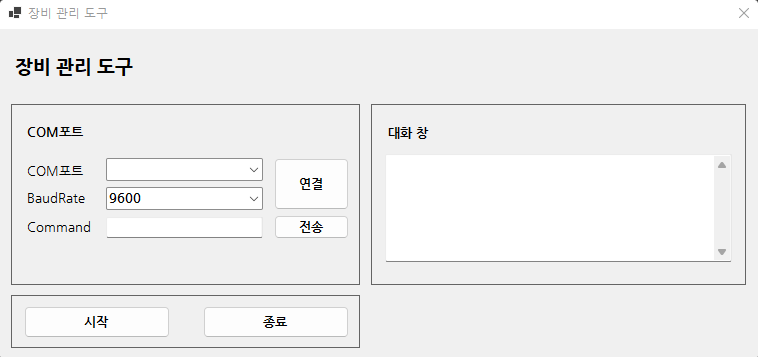 장비 관리 도구
장비 관리 도구
COM포트
COM포트
연결
BaudRate
9600
Command
전송
대화 창
시작
종료